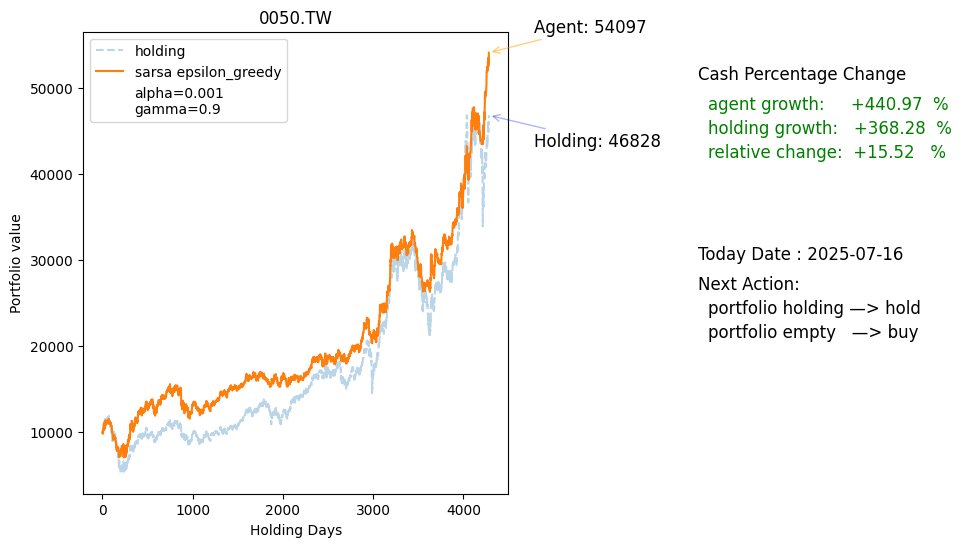 0050.TW
holding
sarsa epsilon_greedy
alpha=0.001
gamma=0.9
Agent: 54097
Holding: 46828
Portfolio value
50000
40000
30000
20000
10000
0
1000
2000
3000
4000
Holding Days
Cash Percentage Change
agent growth: +440.97 %
holding growth: +368.28 %
relative change: +15.52 %
Today Date : 2025-07-16
Next Action:
portfolio holding —> hold
portfolio empty —> buy